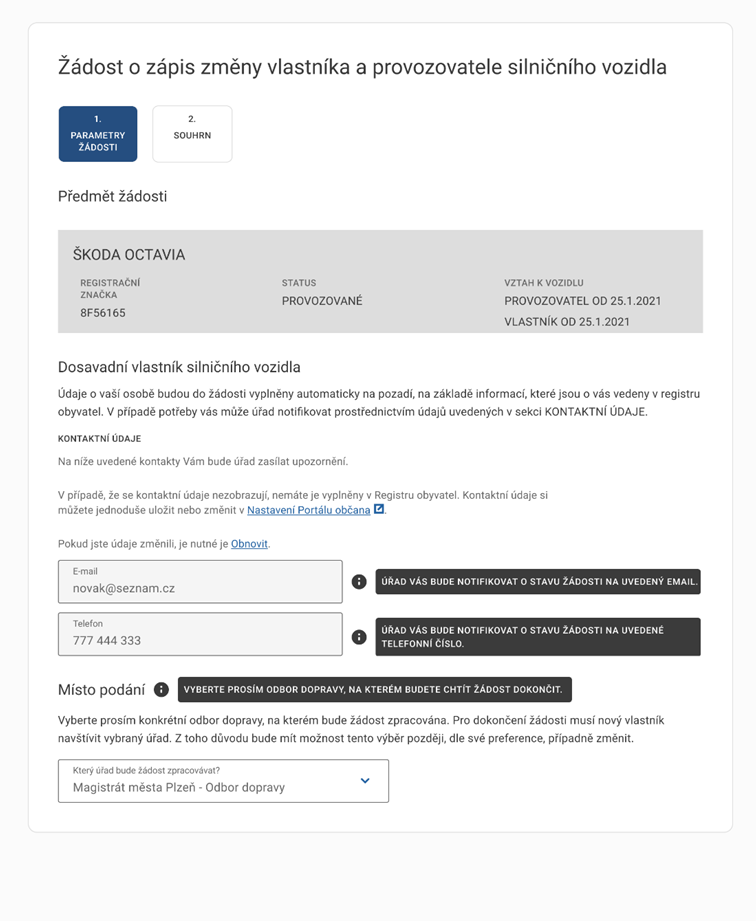 Žádost o zápis změny vlastníka a provozovatele silničního vozidla
1.
PARAMETRY
ŽÁDOSTI
2.
SOUHRN
Předmět žádosti
ŠKODA OCTAVIA
REGISTRAČNÍ
ZNAČKA
8F56165
STATUS
PROVOZOVANÉ
VZTAH K VOZIDLU
PROVOZOVATEL OD 25.1.2021
VLASTNÍK OD 25.1.2021
Dosavadní vlastník silničního vozidla
Údaje o vaší osobě budou do žádosti vyplněny automaticky na pozadí, na základě informací, které jsou o vás vedeny v registru
obyvatel. V případě potřeby vás může úřad notifikovat prostřednictvím údajů uvedených v sekci KONTAKTNÍ ÚDAJE.
KONTAKTNÍ ÚDAJE
Na níže uvedené kontakty Vám bude úřad zasílat upozornění.
V případě, že se kontaktní údaje nezobrazují, nemáte je vyplněny v Registru obyvatel. Kontaktní údaje si
můžete jednoduše uložit nebo změnit v Nastavení Portálu občana.
Pokud jste údaje změnili, je nutné je Obnovit.
E-mail
novak@seznam.cz
ÚŘAD VÁS BUDE NOTIFIKOVAT O STAVU ŽÁDOSTI NA UVEDENÝ EMAIL.
Telefon
777 444 333
ÚŘAD VÁS BUDE NOTIFIKOVAT O STAVU ŽÁDOSTI NA UVEDENÉ
TELEFONNÍ ČÍSLO.
Místo podání
VYBERTE PROSÍM ODBOR DOPRAVY, NA KTERÉM BUDETE CHTÍT ŽÁDOST DOKONČIT.
Vyberte prosím konkrétní odbor dopravy, na kterém bude žádost zpracována. Pro dokončení žádosti musí nový vlastník
navštívit vybraný úřad. Z toho důvodu bude mít možnost tento výběr později, dle své preference, případně změnit.
Který úřad bude žádost zpracovávat?
Magistrát města Plzeň - Odbor dopravy